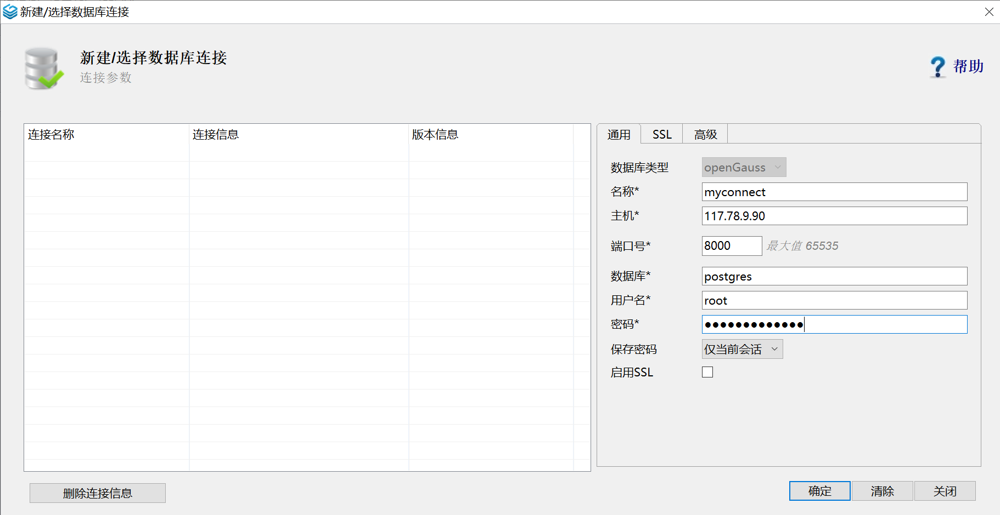 新建/选择数据库连接
新建/选择数据库连接
连接参数
帮助
连接名称 连接信息 版本信息
通用 SSL 高级
数据库类型 openGauss
名称* myconnect
主机* 117.78.9.90
端口号* 8000 最大值 65535
数据库* postgres
用户名* root
密码* ●●●●●●●●●●●●●
保存密码 仅当前会话
启用SSL
删除连接信息 确定 清除 关闭